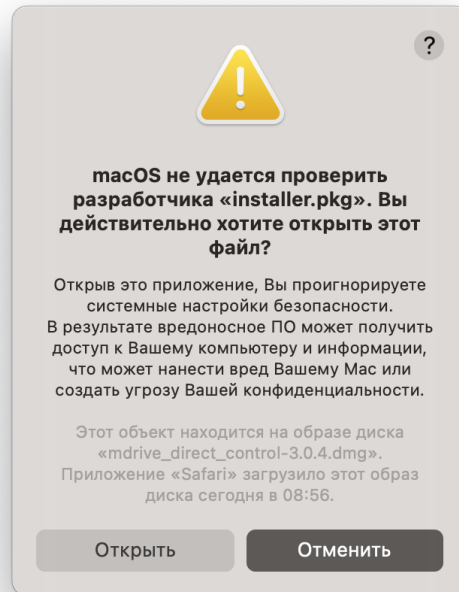 ?
macOS не удается проверить
разработчика «installer.pkg». Вы
действительно хотите открыть этот
файл?
Открыв это приложение, Вы проигнорируете
системные настройки безопасности.
В результате вредоносное ПО может получить
доступ к Вашему компьютеру и информации,
что может нанести вред Вашему Mac или
создать угрозу Вашей конфиденциальности.
Этот объект находится на образе диска
«mdrive_direct_control-3.0.4.dmg».
Приложение «Safari» загрузило этот образ
диска сегодня в 08:56.
Открыть
Отменить